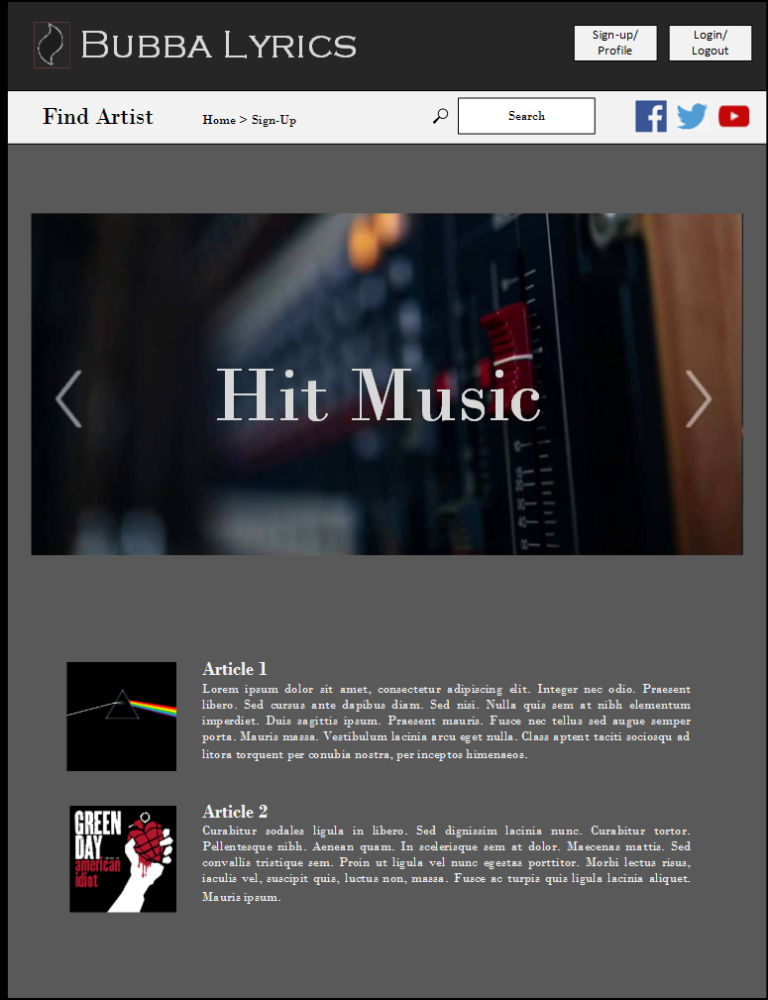 BUBBA LYRICS
Sign-up/
Profile
Login/
Logout
Find Artist
Home > Sign-Up
Search
Hit Music
Article 1
Lorem ipsum dolor sit amet, consectetur adipiscing elit. Integer nec odio. Praesent
libero. Sed cursus ante dapibus diam. Sed nisi. Nulla quis sem at nibh elementum
imperdiet. Duis sagittis ipsum. Praesent mauris. Fusce nec tellus sed augue semper
porta. Mauris massa. Vestibulum lacinia arcu eget nulla. Class aptent taciti sociosqu ad
litora torquent per conubia nostra, per inceptos himenaeos.
GREEN
DAY
american
idiot
Article 2
Curabitur sodales ligula in libero. Sed dignissim lacinia nunc. Curabitur tortor.
Pellentesque nibh. Aenean quam. In scelerisque sem at dolor. Maecenas mattis. Sed
convallis tristique sem. Proin ut ligula vel nunc egestas porttitor. Morbi lectus risus,
iaculis vel, suscipit quis, luctus non, massa. Fusce ac turpis quis ligula lacinia aliquet.
Mauris ipsum.